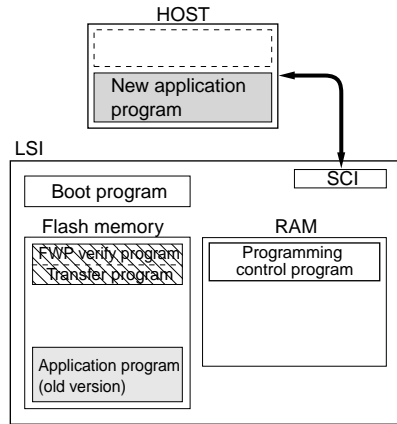 HOST
New application
program
LSI
SCI
Boot program
Flash memory
RAM
FWP verify program
Transfer program
Programming
control program
Application program
(old version)